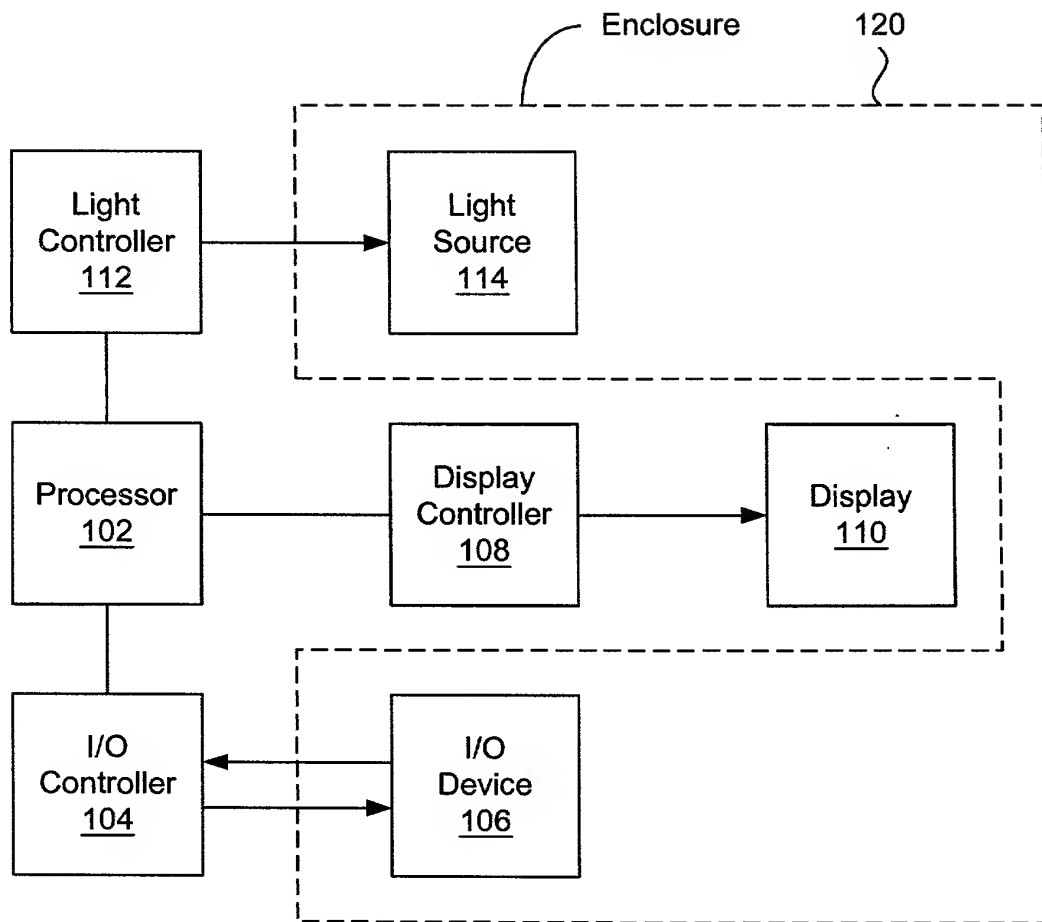 Enclosure 120
Light
Controller
112
Light
Source
114
Processor
102
Display
Controller
108
Display
110
I/O
Controller
104
I/O
Device
106